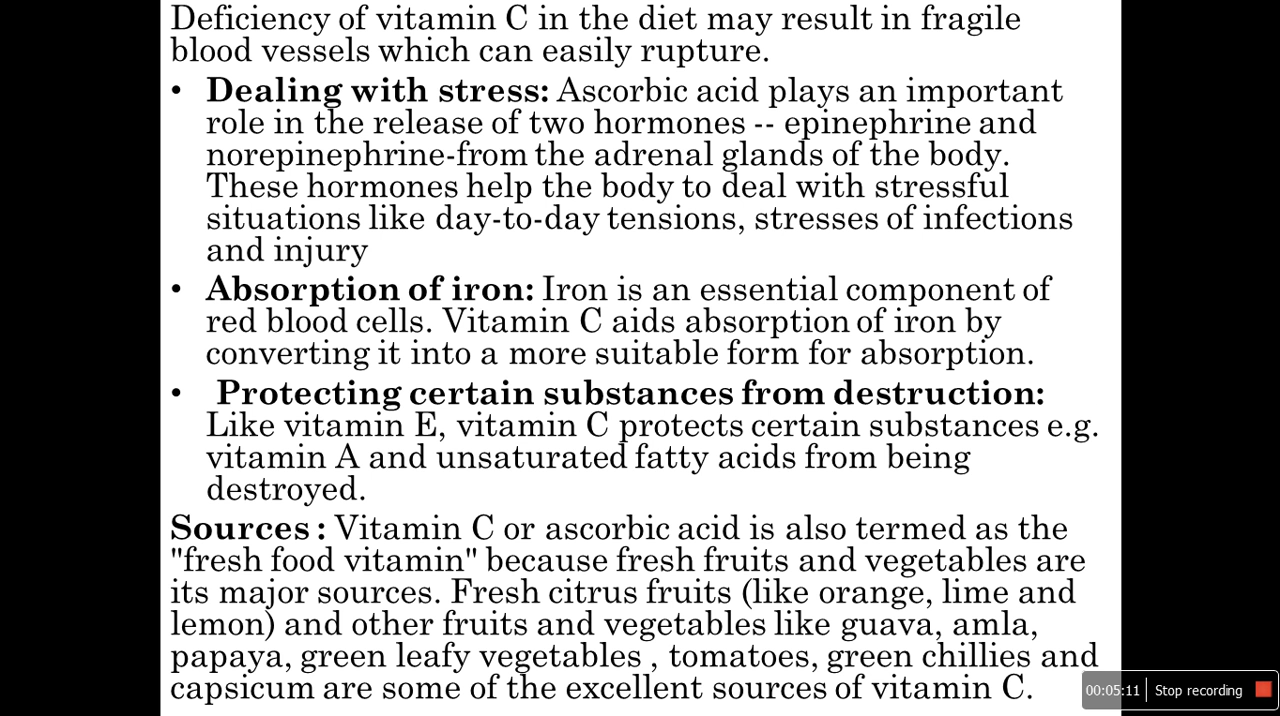 Deficiency of vitamin C in the diet may result in fragile
blood vessels which can easily rupture.
• Dealing with stress: Ascorbic acid plays an important
role in the release of two hormones -- epinephrine and
norepinephrine-from the adrenal glands of the body.
These hormones help the body to deal with stressful
situations like day-to-day tensions, stresses of infections
and injury
• Absorption of iron: Iron is an essential component of
red blood cells. Vitamin C aids absorption of iron by
converting it into a more suitable form for absorption.
• Protecting certain substances from destruction:
Like vitamin E, vitamin C protects certain substances e.g.
vitamin A and unsaturated fatty acids from being
destroyed.
Sources : Vitamin C or ascorbic acid is also termed as the
"fresh food vitamin" because fresh fruits and vegetables are
its major sources. Fresh citrus fruits (like orange, lime and
lemon) and other fruits and vegetables like guava, amla,
papaya, green leafy vegetables , tomatoes, green chillies and
capsicum are some of the excellent sources of vitamin C.
00:05:11 Stop recording